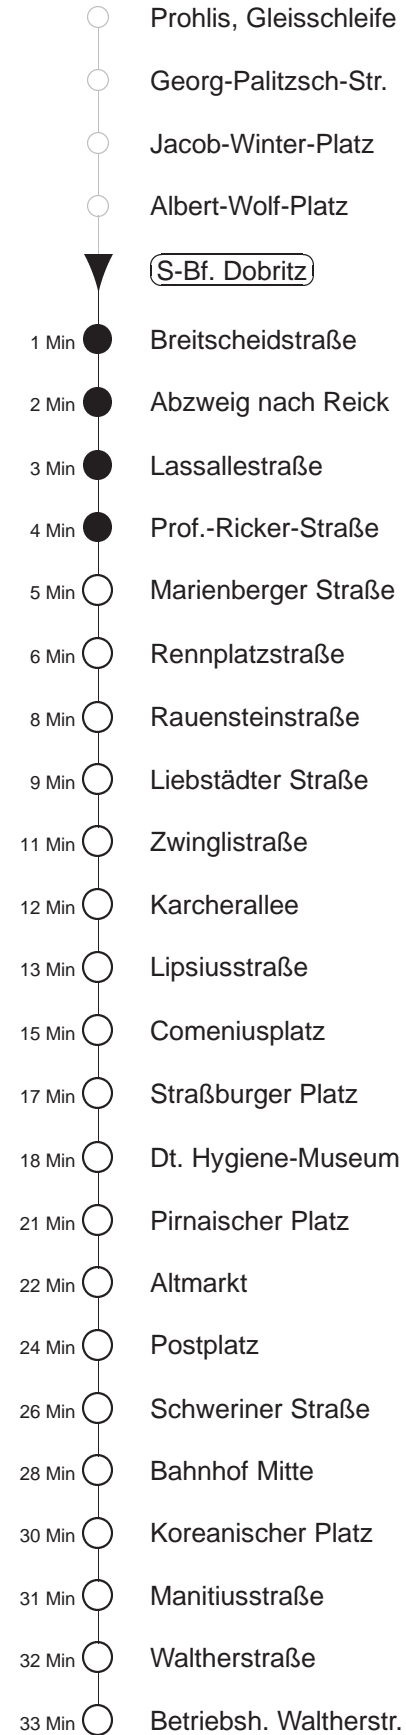 Prohlis, Gleisschleife
Georg-Palitzsch-Str.
Jacob-Winter-Platz
Albert-Wolf-Platz
S-Bf. Dobritz
1 Min Breitscheidstraße
2 Min Abzweig nach Reick
3 Min Lassallestraße
4 Min Prof.-Ricker-Straße
5 Min Marienberger Straße
6 Min Rennplatzstraße
8 Min Rauensteinstraße
9 Min Liebstädter Straße
11 Min Zwinglistraße
12 Min Karcherallee
13 Min Lipsiusstraße
15 Min Comeniusplatz
17 Min Straßburger Platz
18 Min Dt. Hygiene-Museum
21 Min Pirnaischer Platz
22 Min Altmarkt
24 Min Postplatz
26 Min Schweriner Straße
28 Min Bahnhof Mitte
30 Min Koreanischer Platz
31 Min Manitiusstraße
32 Min Waltherstraße
33 Min Betriebsh. Waltherstr.